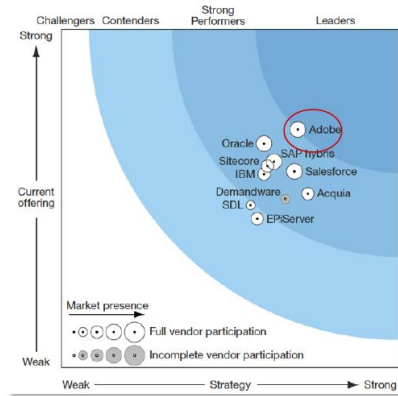 Challengers Contenders Strong Performers Leaders
Strong
Current offering
Weak
Adobe
Oracle
SAP hybris
Sitecore
IBM
Salesforce
Demandware
Acquia
SDL
EPiServer
Market presence
Full vendor participation
Incomplete vendor participation
Weak Strategy Strong